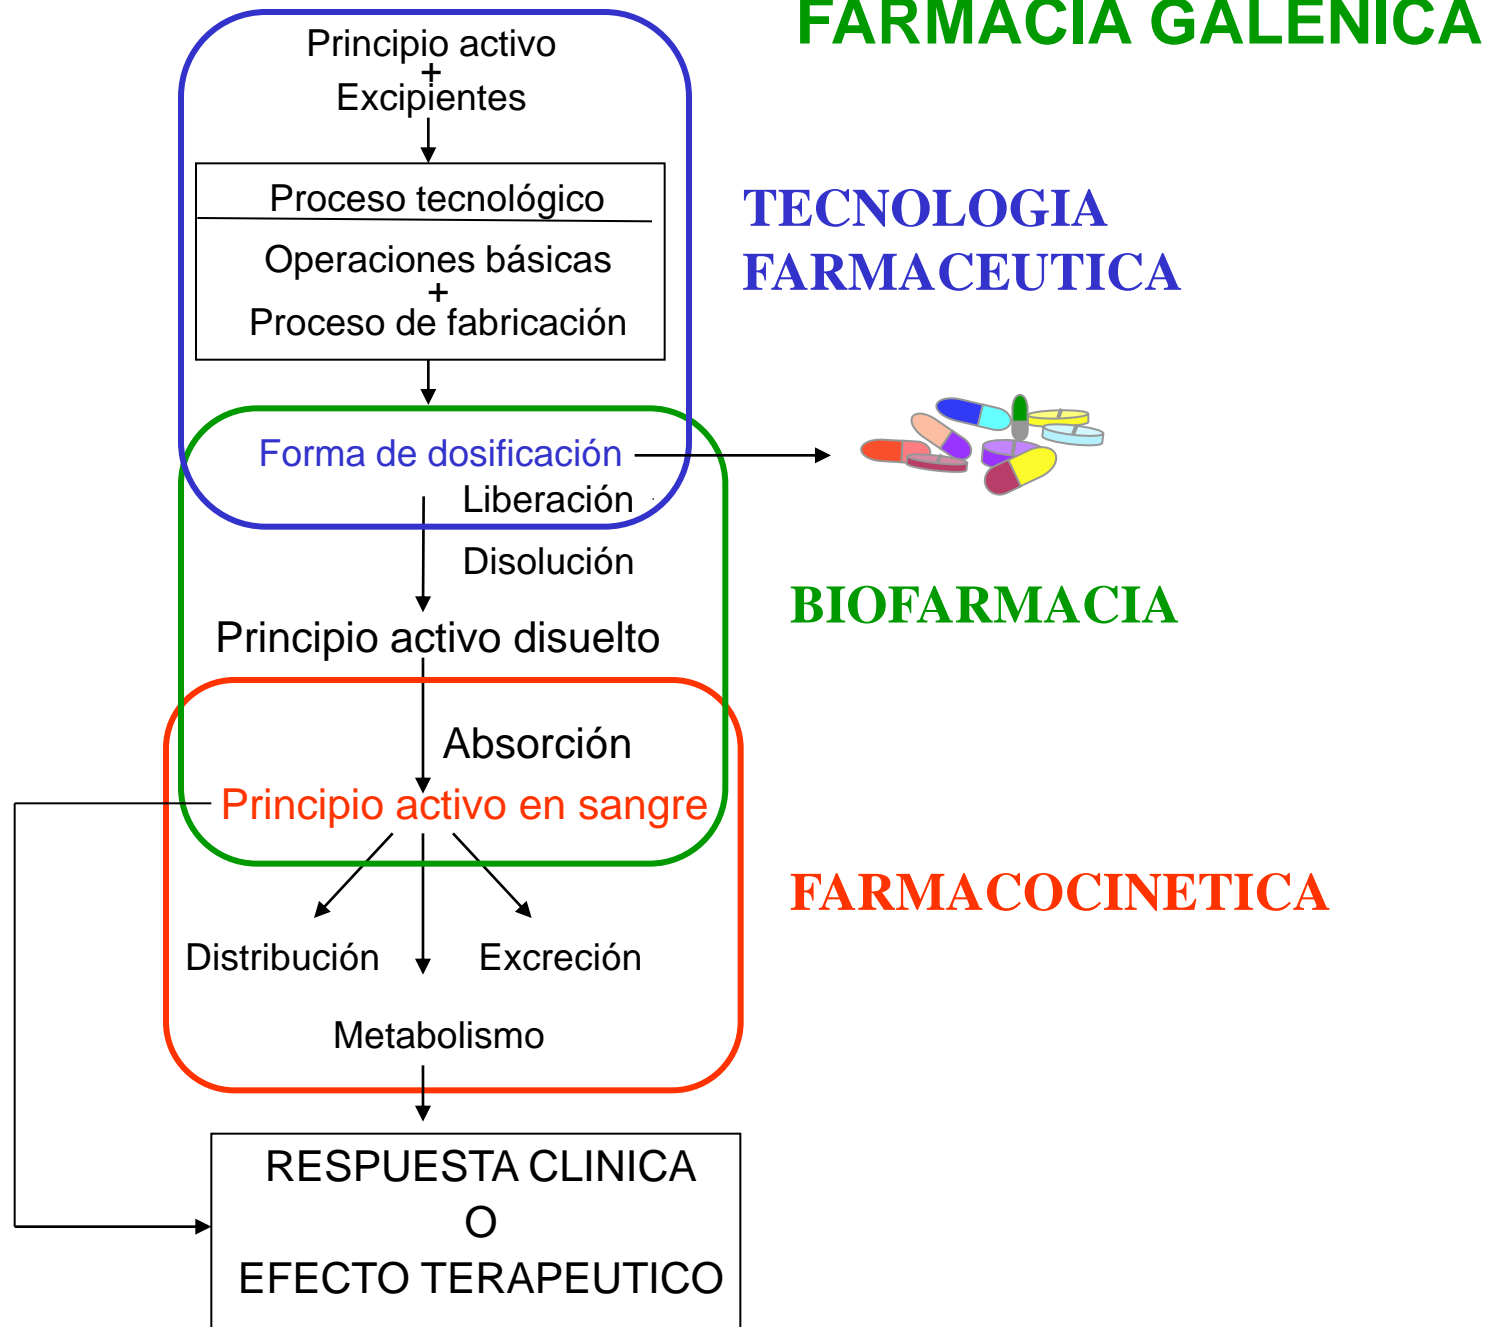 FARMACIA GALENICA
Principio activo
+
Excipientes
Proceso tecnológico
Operaciones básicas
+
Proceso de fabricación
TECNOLOGIA
FARMACEUTICA
Forma de dosificación
Liberación
Disolución
BIOFARMACIA
Principio activo disuelto
Absorción
Principio activo en sangre
FARMACOCINETICA
Distribución
Excreción
Metabolismo
RESPUESTA CLINICA
O
EFECTO TERAPEUTICO